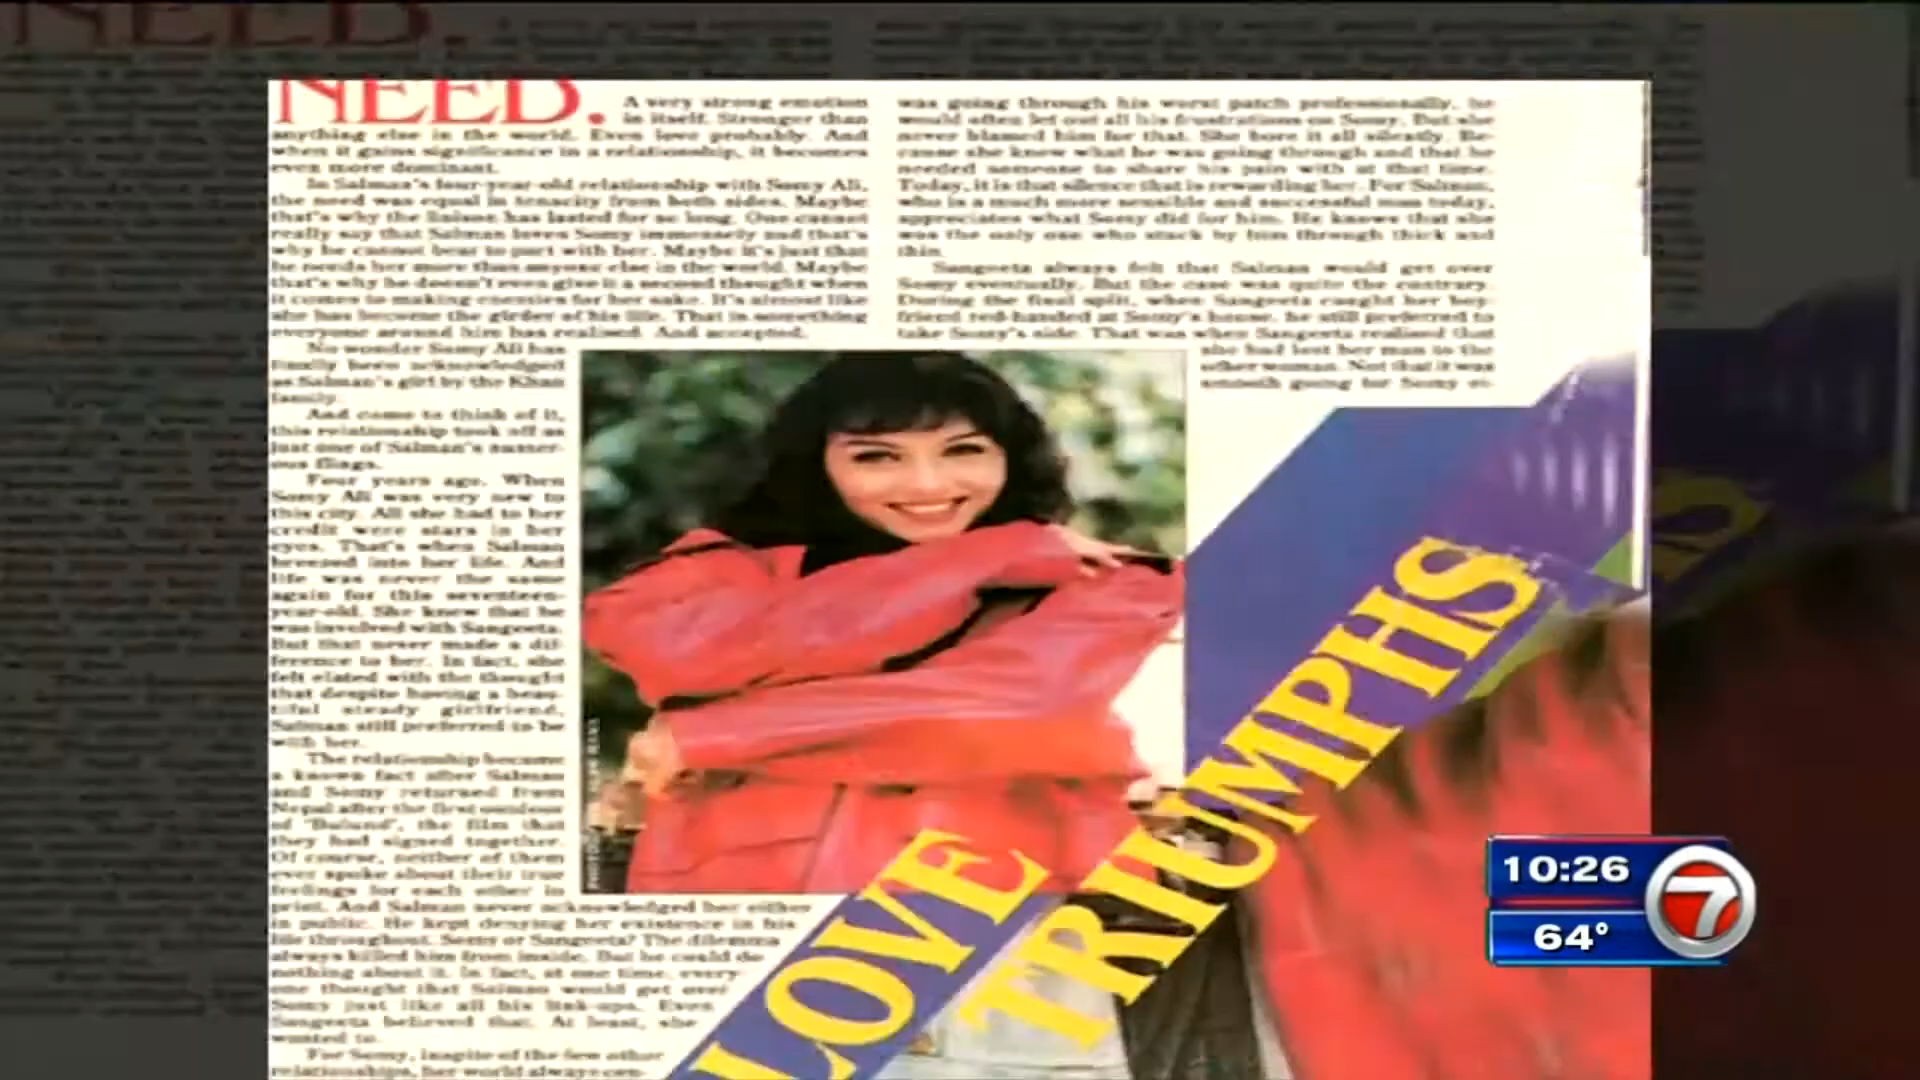 NEED. A very strong emotion
in itself. Stronger than
anything else in the world. Even love probably. And
when it gains significance in a relationship, it becomes
even more dominant.
In Salman's four-year-old relationship with Somy Ali,
the need was equal in tenacity from both sides. Maybe
that's why the liaison has lasted for so long. One cannot
really say that Salman loves Somy immensely and that's
why he cannot bear to part with her. Maybe it's just that
he needs her more than anyone else in the world. Maybe
that's why he doesn't even give it a second thought when
it comes to making enemies for her sake. It's almost like
she has become the girder of his life. That is something
everyone around him has realised. And accepted.
No wonder Somy Ali has
finally been acknowledged
as Salman's girl by the Khan
family.
And come to think of it,
this relationship took off as
just one of Salman's numer-
ous flings.
Four years ago. When
Somy Ali was very new to
this city. All she had to her
credit were stars in her
eyes. That's when Salman
breezed into her life. And
life was never the same
again for this seventeen-
year-old. She knew that he
was involved with Sangeeta.
But that never made a dif-
ference to her. In fact, she
felt elated with the thought
that despite having a beau-
tiful steady girlfriend,
Salman still preferred to be
with her.
The relationship became
a known fact after Salman
and Somy returned from
Nepal after the first outdoor
of 'Buland', the film that
they had signed together.
Of course, neither of them
ever spoke about their true
feelings for each other in
print. And Salman never acknowledged her either
in public. He kept denying her existence in his
life throughout. Somy or Sangeeta? The dilemma
always killed him from inside. But he could do
nothing about it. In fact, at one time, every-
one thought that Salman would get over
Somy just like all his link-ups. Even
Sangeeta believed that. At least, she
wanted to.
For Somy, inspite of the few other
relationships, her world always cen-
was going through his worst patch professionally, he
would often let out all his frustrations on Somy. But she
never blamed him for that. She bore it all silently. Be-
cause she knew what he was going through and that he
needed someone to share his pain with at that time.
Today, it is that silence that is rewarding her. For Salman,
who is a much more sensible and successful man today,
appreciates what Somy did for him. He knows that she
was the only one who stuck by him through thick and
thin.
Sangeeta always felt that Salman would get over
Somy eventually. But the case was quite the contrary.
During the final split, when Sangeeta caught her boy-
friend red-handed at Somy's house, he still preferred to
take Somy's side. That was when Sangeeta realised that
she had lost her man to the
other woman. Not that it was
smooth going for Somy ei-
LOVE
TRIUMPHS
10:26
64°
7